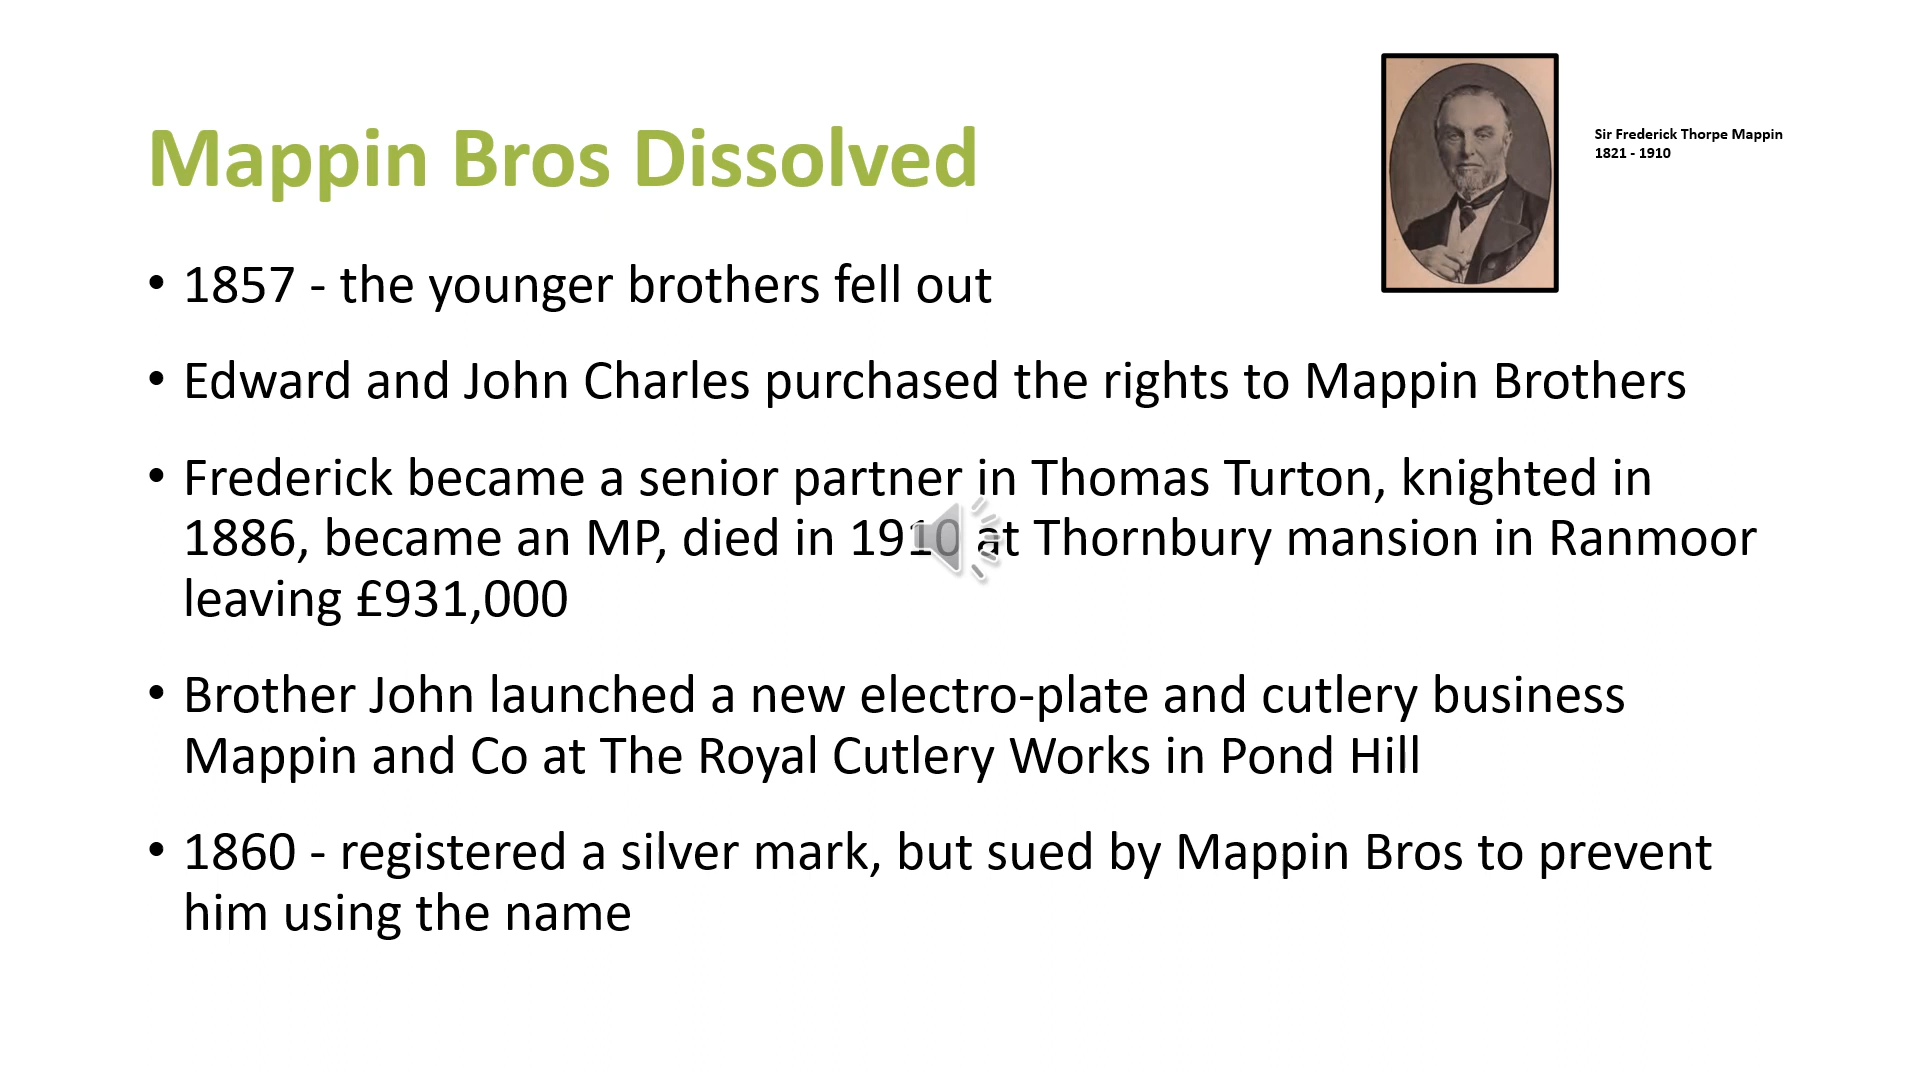 Mappin Bros Dissolved
Sir Frederick Thorpe Mappin
1821 - 1910
• 1857 - the younger brothers fell out
• Edward and John Charles purchased the rights to Mappin Brothers
• Frederick became a senior partner in Thomas Turton, knighted in
1886, became an MP, died in 1910 at Thornbury mansion in Ranmoor
leaving £931,000
• Brother John launched a new electro-plate and cutlery business
Mappin and Co at The Royal Cutlery Works in Pond Hill
• 1860 - registered a silver mark, but sued by Mappin Bros to prevent
him using the name